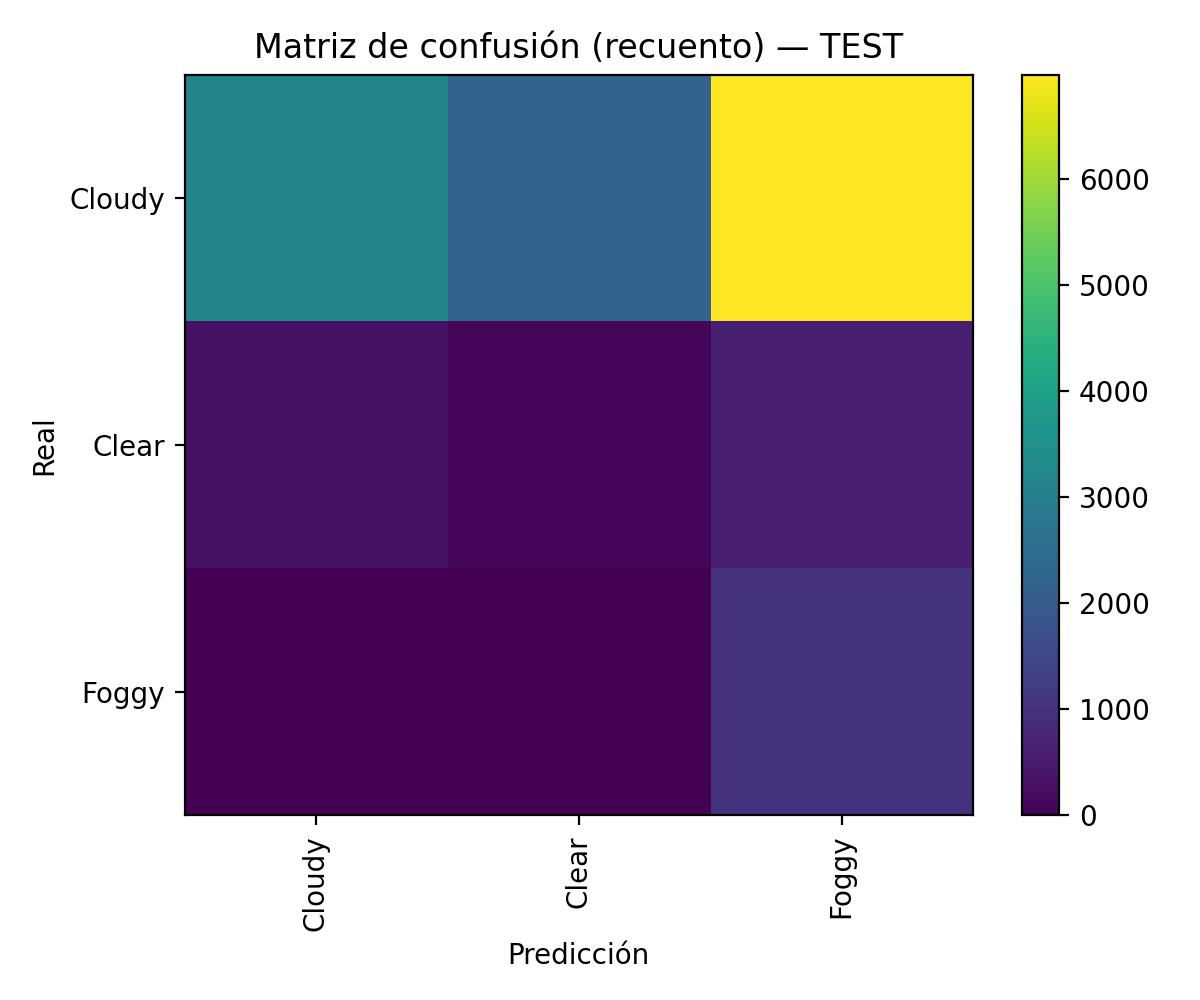 Matriz de confusión (recuento) — TEST
Cloudy
Clear
Foggy
Real
Cloudy
Clear
Foggy
Predicción
6000
5000
4000
3000
2000
1000
0